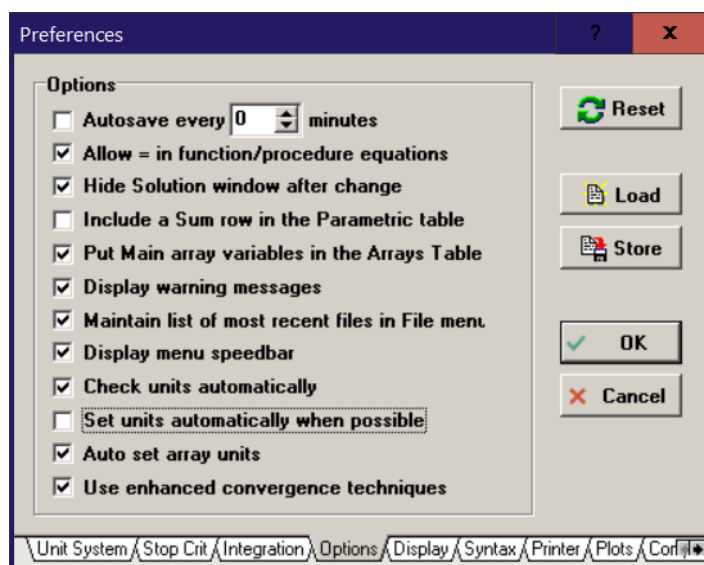 Preferences
?
x
Options
Autosave every 0 minutes
Allow = in function/procedure equations
Hide Solution window after change
Include a Sum row in the Parametric table
Put Main array variables in the Arrays Table
Display warning messages
Maintain list of most recent files in File menu
Display menu speedbar
Check units automatically
Set units automatically when possible
Auto set array units
Use enhanced convergence techniques
Reset
Load
Store
OK
Cancel
Unit System Stop Crit Integration Options Display Syntax Printer Plots